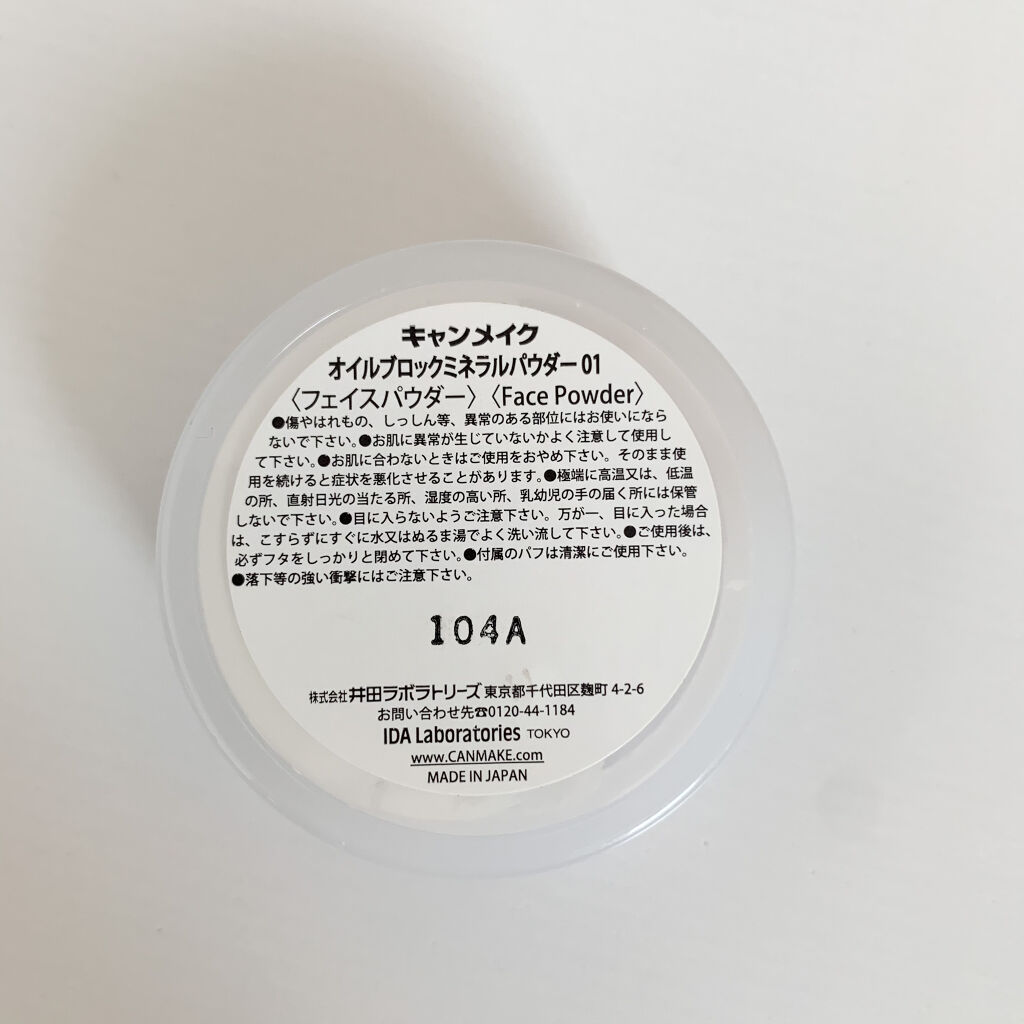 キャンメイク
オイルブロックミネラルパウダー01
〈フェイスパウダー〉〈Face Powder〉
●傷やはれもの、しっしん等、異常のある部位にはお使いになら
ないで下さい。●お肌に異常が生じていないかよく注意して使用し
て下さい。●お肌に合わないときはご使用をおやめ下さい。そのまま使
用を続けると症状を悪化させることがあります。●極端に高温又は、低温
の所、直射日光の当たる所、湿度の高い所、乳幼児の手の届く所には保管
しないで下さい。●目に入らないようご注意下さい。万が一、目に入った場合
は、こすらずにすぐに水又はぬるま湯でよく洗い流して下さい。●ご使用後は、
必ずフタをしっかりと閉めて下さい。●付属のパフは清潔にご使用下さい。
●落下等の強い衝撃にはご注意下さい。
104A
株式会社井田ラボラトリーズ 東京都千代田区麹町 4-2-6
お問い合わせ先☎0120-44-1184
IDA Laboratories TOKYO
www.CANMAKE.com
MADE IN JAPAN